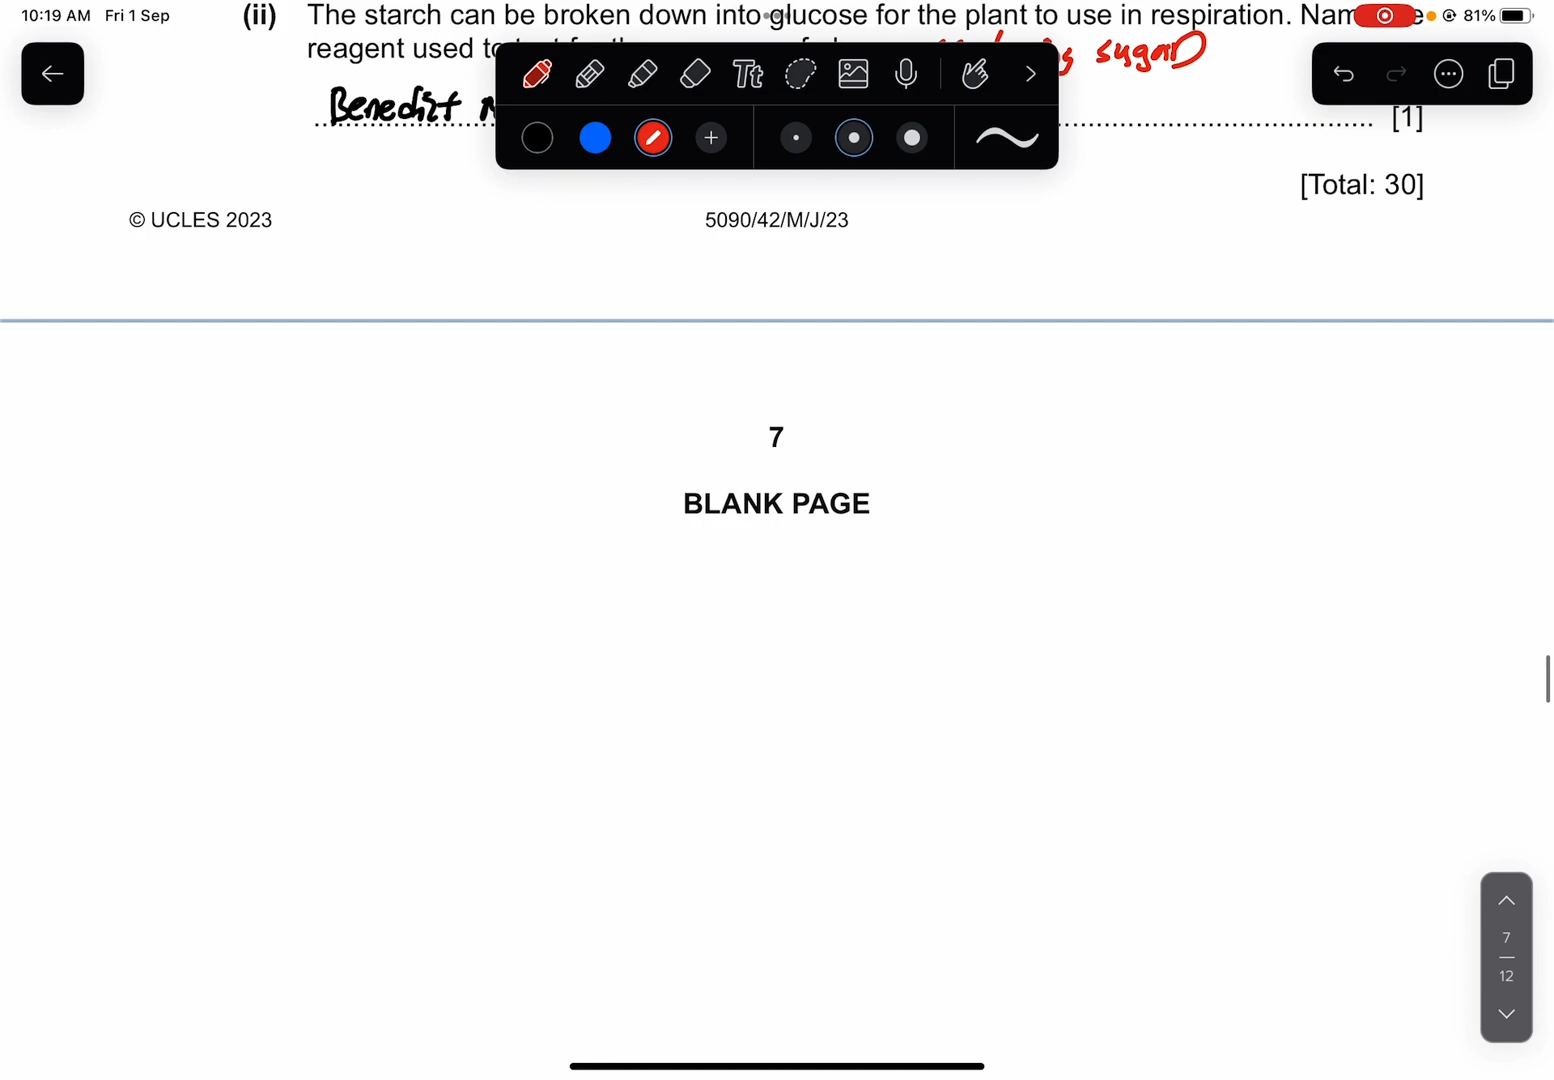 10:19 AM Fri 1 Sep
81%
(ii) The starch can be broken down into glucose for the plant to use in respiration.
reagent used to
sugar
Benedict
[1]
[Total: 30]
© UCLES 2023
5090/42/M/J/23
Tt
7
BLANK PAGE
7
12